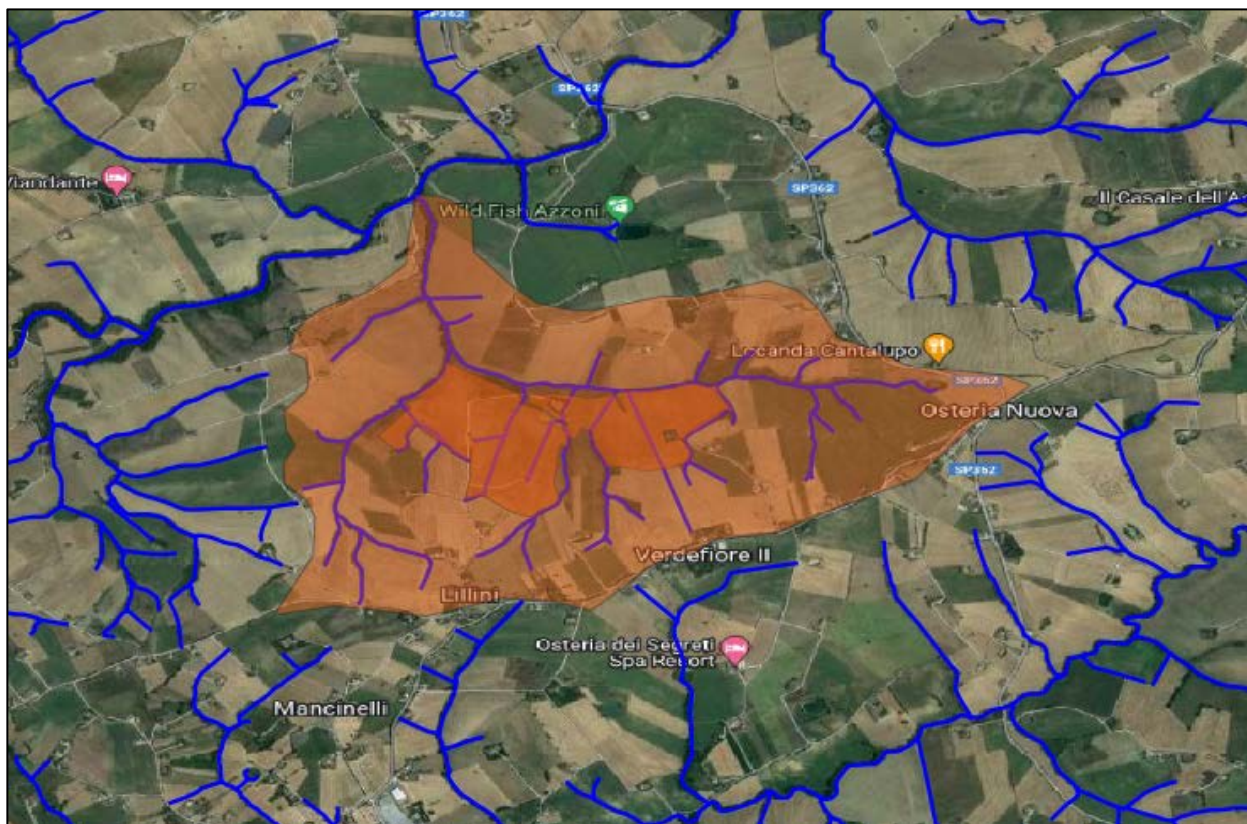 SP362
SP362
Viandante
Wild Fish Azzoni
SP362
Il Casale dell'A
Locanda Cantalupo
SP362
Osteria Nuova
SP362
Verdefiore II
Lillini
Osteria dei Segreti
Spa Resort
Mancinelli